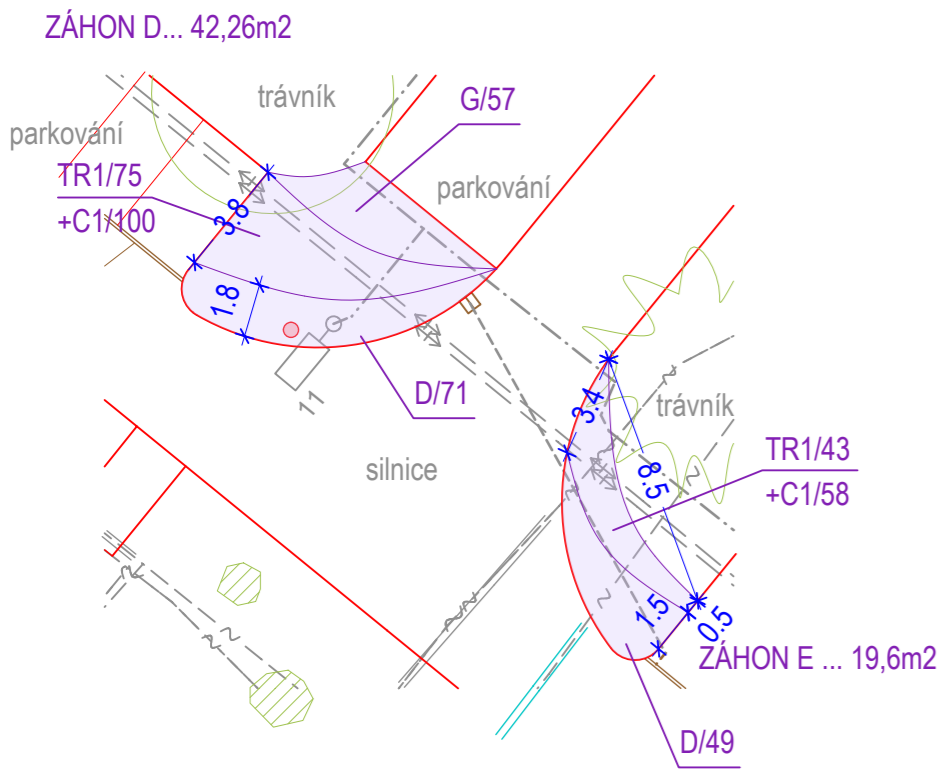 ZÁHON D... 42,26m2
trávník
G/57
parkování
TR1/75
+C1/100
parkování
3.8
1.8
D/71
11
3.4
trávník
silnice
8.5
TR1/43
+C1/58
1.5
0.5
ZÁHON E ... 19,6m2
D/49